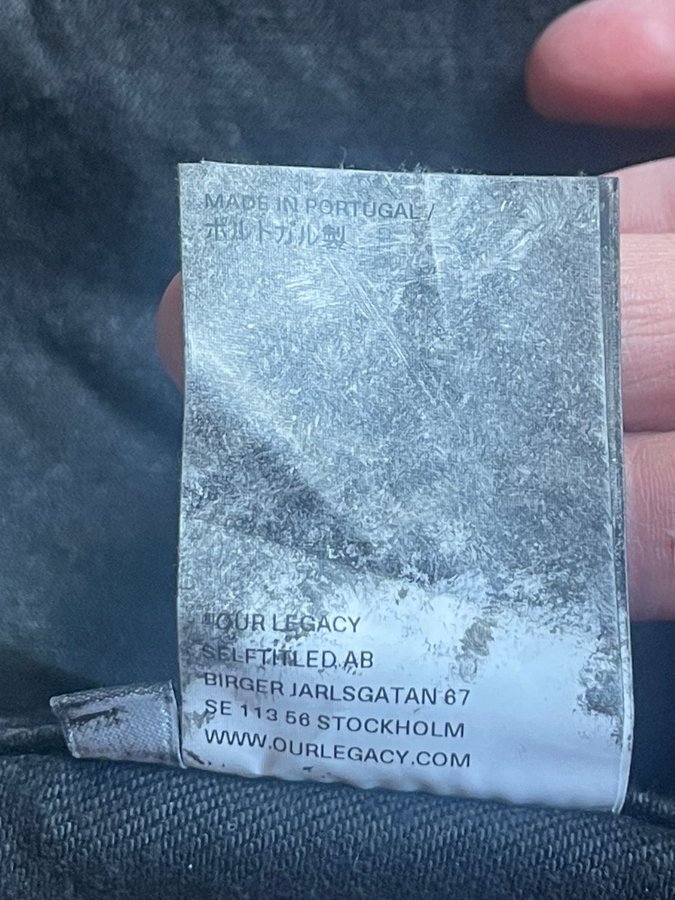 MADE IN PORTUGAL /
ポルトガル製
"OUR LEGACY
SELFTITLED AB
BIRGER JARLSGATAN 67
SE 113 56 STOCKHOLM
WWW.OURLEGACY.COM